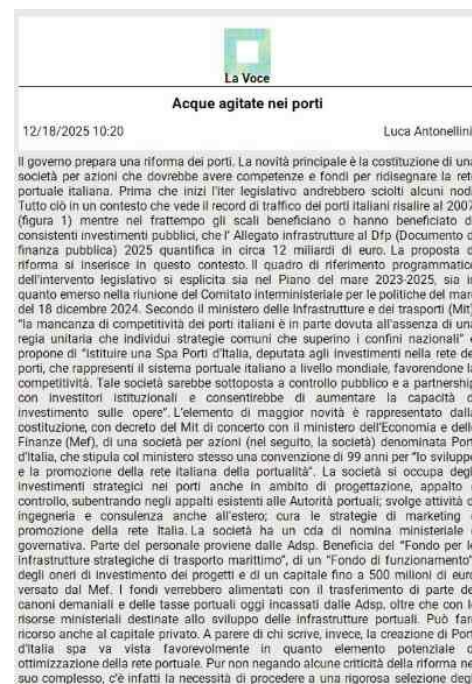 La Voce
Acque agitate nei porti
12/18/2025 10:20 Luca Antonellini
Il governo prepara una riforma dei porti. La novità principale è la costituzione di una
società per azioni che dovrebbe avere competenze e fondi per ridisegnare la rete
portuale italiana. Prima che inizi l'iter legislativo andrebbero sciolti alcuni nodi
Tutto ciò in un contesto che vede il record di traffico dei porti italiani risalire al 2007
(figura 1) mentre nel frattempo gli scali beneficiano o hanno beneficiato d
consistenti investimenti pubblici, che l' Allegato infrastrutture al Dfp (Documento d
finanza pubblica) 2025 quantifica in circa 12 miliardi di euro. La proposta d
riforma si inserisce in questo contesto. Il quadro di riferimento programmatico
dell'intervento legislativo si esplicita sia nel Piano del mare 2023-2025, sia in
quanto emerso nella riunione del Comitato interministeriale per le politiche del mare
del 18 dicembre 2024. Secondo il ministero delle Infrastrutture e dei trasporti (Mit)
"la mancanza di competitività dei porti italiani è in parte dovuta all'assenza di una
regia unitaria che individui strategie comuni che superino i confini nazionali" e
propone di "istituire una Spa Porti d'Italia, deputata agli investimenti nella rete de
porti, che rappresenti il sistema portuale italiano a livello mondiale, favorendone la
competitività. Tale società sarebbe sottoposta a controllo pubblico e a partnership
con investitori istituzionali e consentirebbe di aumentare la capacità d
investimento sulle opere". L'elemento di maggior novità è rappresentato dalla
costituzione, con decreto del Mit di concerto con il ministero dell'Economia e delle
Finanze (Mef), di una società per azioni (nel seguito, la società) denominata Port
d'Italia, che stipula col ministero stesso una convenzione di 99 anni per "lo sviluppo
e la promozione della rete italiana della portualità". La società si occupa degl
investimenti strategici nei porti anche in ambito di progettazione, appalto e
controllo, subentrando negli appalti esistenti alle Autorità portuali; svolge attività d
ingegneria e consulenza anche all'estero; cura le strategie di marketing e
promozione della rete Italia. La società ha un cda di nomina ministeriale e
governativa. Parte del personale proviene dalle Adsp. Beneficia del "Fondo per le
infrastrutture strategiche di trasporto marittimo", di un "Fondo di funzionamento"
degli oneri di investimento dei progetti e di un capitale fino a 500 milioni di euro
versato dal Mef. I fondi verrebbero alimentati con il trasferimento di parte de
canoni demaniali e delle tasse portuali oggi incassati dalle Adsp, oltre che con le
risorse ministeriali destinate allo sviluppo delle infrastrutture portuali. Può fare
ricorso anche al capitale privato. A parere di chi scrive, invece, la creazione di Port
d'Italia spa va vista favorevolmente in quanto elemento potenziale d
ottimizzazione della rete portuale. Pur non negando alcune criticità della riforma nel
suo complesso, c'è infatti la necessità di procedere a una rigorosa selezione degl